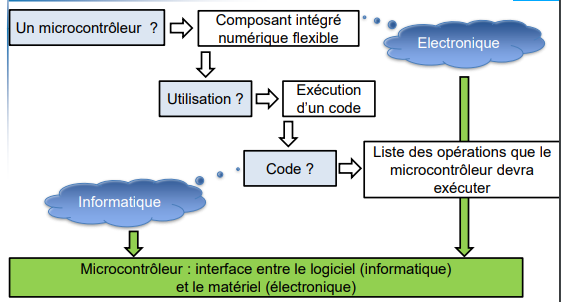 Un microcontrôleur ?
Composant intégré
numérique flexible
Electronique
Utilisation ?
Exécution
d'un code
Code ?
Liste des opérations que le
microcontrôleur devra
exécuter
Informatique
Microcontrôleur : interface entre le logiciel (informatique)
et le matériel (électronique)